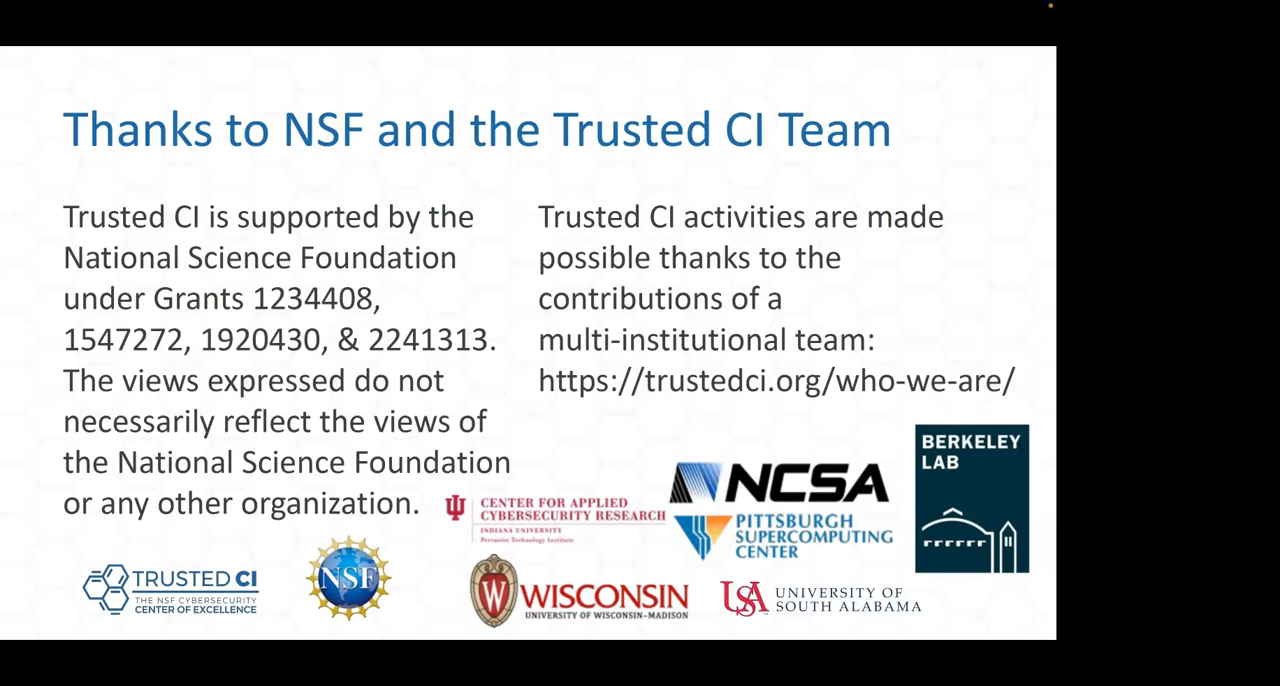 Thanks to NSF and the Trusted CI Team
Trusted CI is supported by the
National Science Foundation
under Grants 1234408,
1547272, 1920430, & 2241313.
The views expressed do not
necessarily reflect the views of
the National Science Foundation
or any other organization.
Trusted CI activities are made
possible thanks to the
contributions of a
multi-institutional team:
https://trustedci.org/who-we-are/
BERKELEY
LAB
NCSA
CENTER FOR APPLIED
CYBERSECURITY RESEARCH
INDIANA UNIVERSITY
Pervasive Technology Institute
PITTSBURGH
SUPERCOMPUTING
CENTER
TRUSTED CI
THE NSF CYBERSECURITY
CENTER OF EXCELLENCE
NSF
W
WISCONSIN
UNIVERSITY OF WISCONSIN–MADISON
USA
UNIVERSITY OF
SOUTH ALABAMA